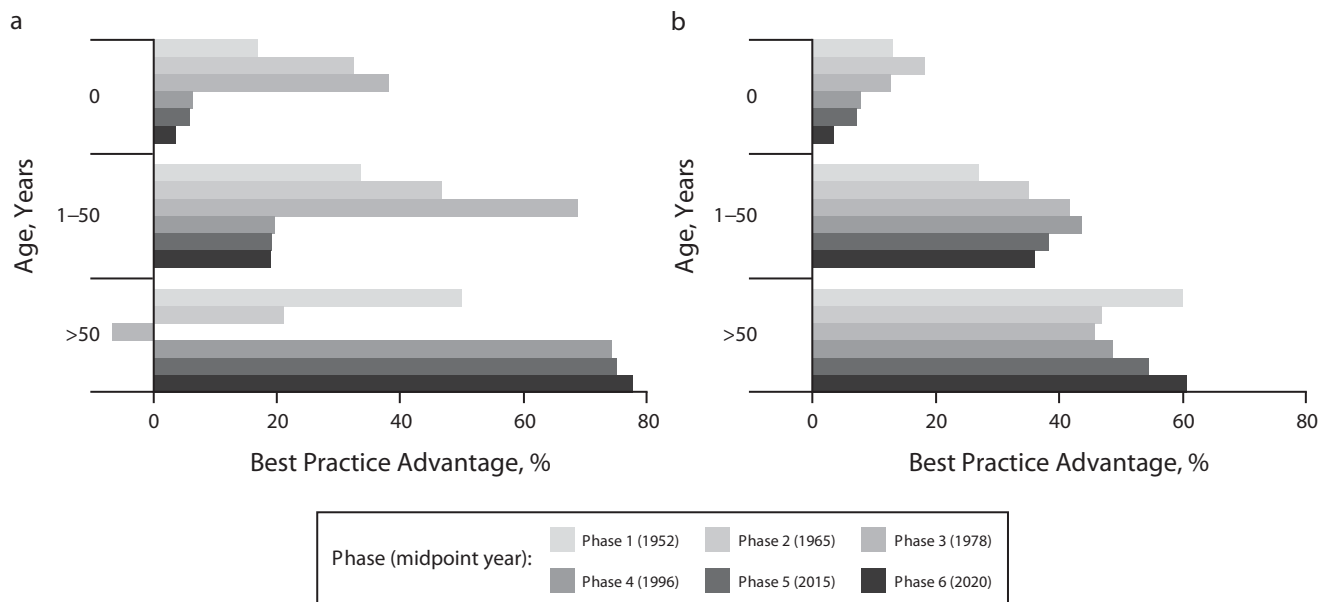 a
b
Age, Years
0
1–50
>50
0
20
40
60
80
Best Practice Advantage, %
Age, Years
0
1–50
>50
0
20
40
60
80
Best Practice Advantage, %
Phase (midpoint year):
Phase 1 (1952)
Phase 2 (1965)
Phase 3 (1978)
Phase 4 (1996)
Phase 5 (2015)
Phase 6 (2020)